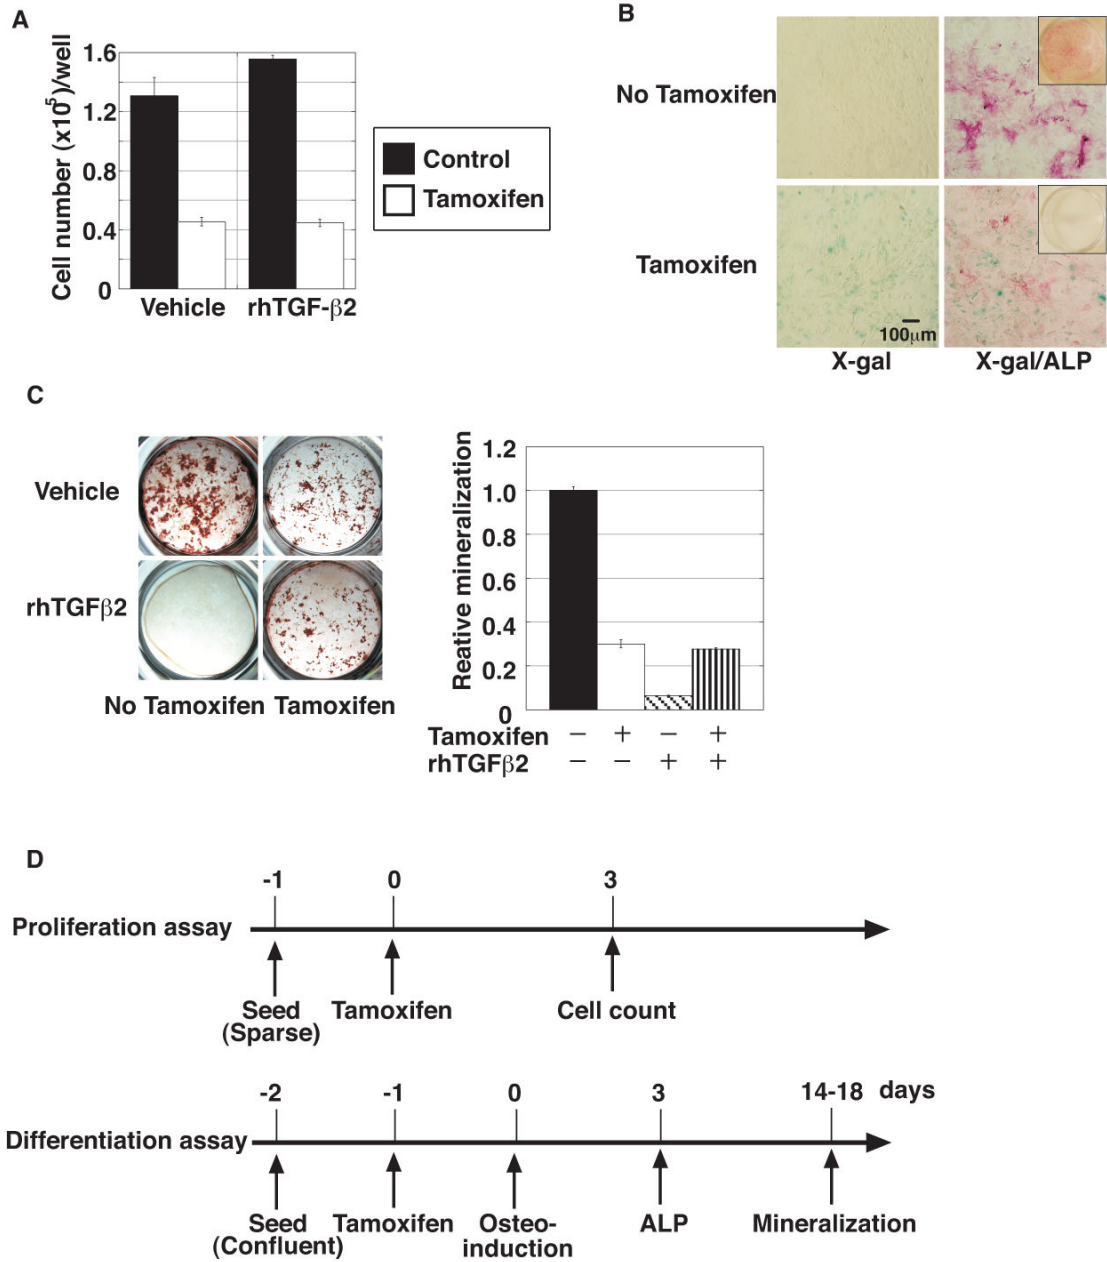 A
Cell number (x10⁵)/well
1.6
1.2
0.8
0.4
0
Vehicle
rhTGF-β2
Control
Tamoxifen
B
No Tamoxifen
Tamoxifen
100μm
X-gal
X-gal/ALP
C
Vehicle
rhTGFβ2
No Tamoxifen
Tamoxifen
Reative mineralization
1.2
1.0
0.8
0.6
0.4
0.2
0
Tamoxifen − + − +
rhTGFβ2 − − + +
D
-1 0 3
Proliferation assay
Seed
(Sparse)
Tamoxifen
Cell count
-2 -1 0 3 14-18 days
Differentiation assay
Seed
(Confluent)
Tamoxifen
Osteo-
induction
ALP
Mineralization